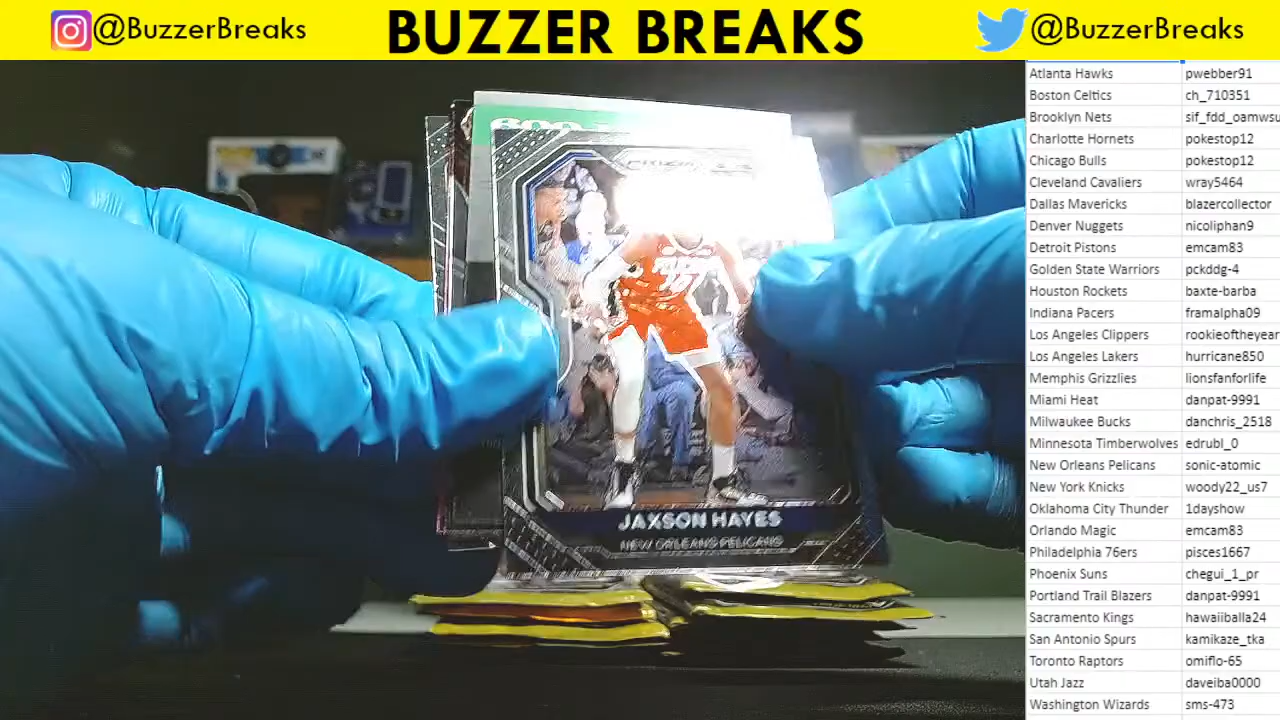 @BuzzerBreaks
BUZZER BREAKS
@BuzzerBreaks
Atlanta Hawks pwebber91
Boston Celtics ch_710351
Brooklyn Nets sif_fdd_oamwsu
Charlotte Hornets pokestop12
Chicago Bulls pokestop12
Cleveland Cavaliers wray5464
Dallas Mavericks blazercollector
Denver Nuggets nicoliphan9
Detroit Pistons emcam83
Golden State Warriors pckddg-4
Houston Rockets baxte-barba
Indiana Pacers framalpha09
Los Angeles Clippers rookieoftheyear
Los Angeles Lakers hurricane850
Memphis Grizzlies lionsfanforlife
Miami Heat danpat-9991
Milwaukee Bucks danchris_2518
Minnesota Timberwolves edrubl_0
New Orleans Pelicans sonic-atomic
New York Knicks woody22_us7
Oklahoma City Thunder 1dayshow
Orlando Magic emcam83
Philadelphia 76ers pisces1667
Phoenix Suns chegui_1_pr
Portland Trail Blazers danpat-9991
Sacramento Kings hawaiiballa24
San Antonio Spurs kamikaze_tka
Toronto Raptors omiflo-65
Utah Jazz daveiba0000
Washington Wizards sms-473
PRIZM
JAXSON HAYES
NEW ORLEANS PELICANS